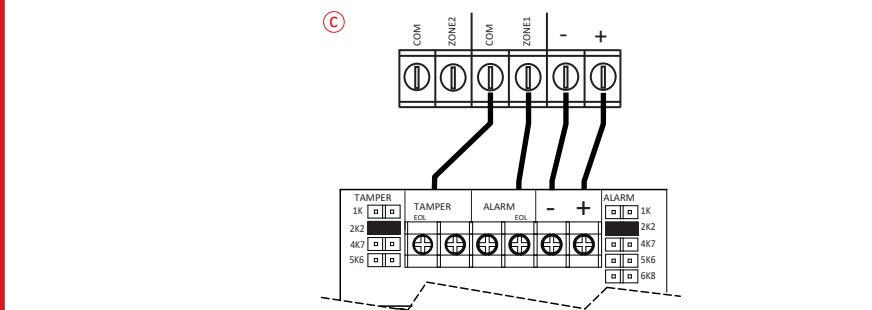 C
COM
ZONE2
COM
ZONE1
- +
TAMPER
1K
2K2
4K7
5K6
TAMPER
EOL
ALARM
EOL
- +
ALARM
1K
2K2
4K7
5K6
6K8